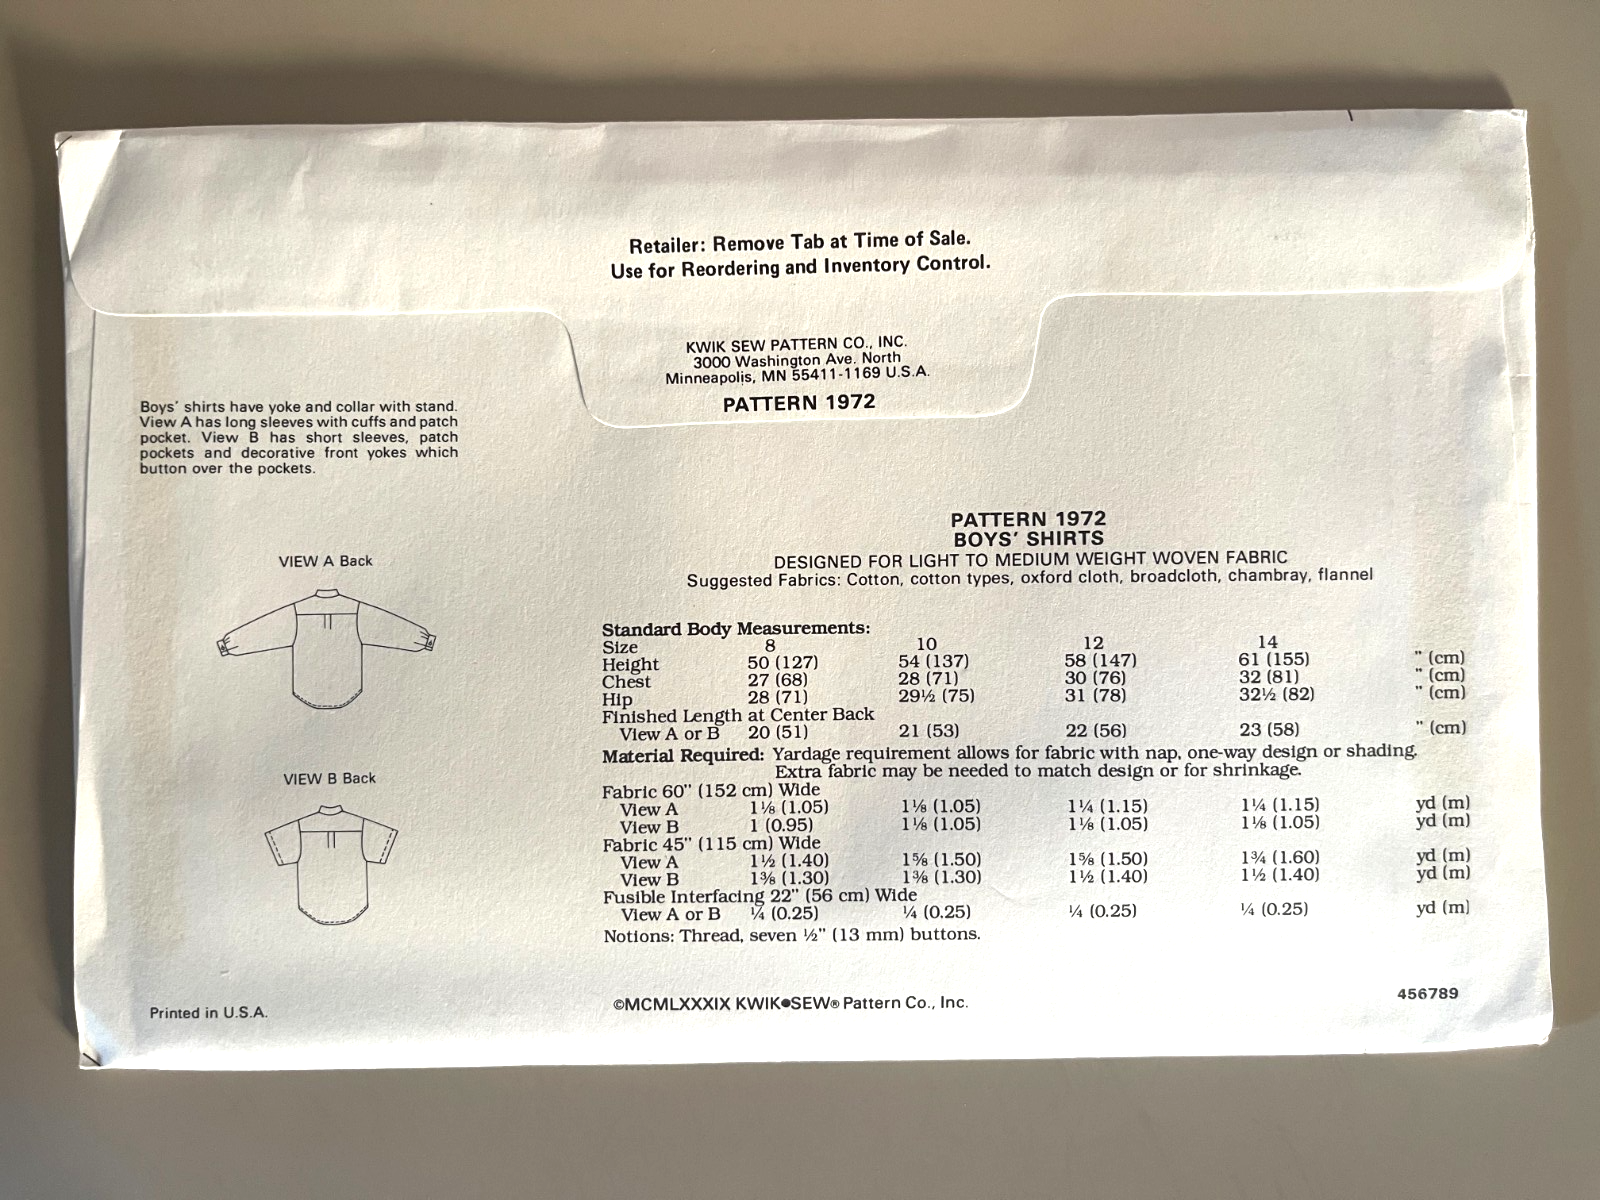 Retailer: Remove Tab at Time of Sale.
Use for Reordering and Inventory Control.
KWIK SEW PATTERN CO., INC.
3000 Washington Ave. North
Minneapolis, MN 55411-1169 U.S.A.
PATTERN 1972
Boys' shirts have yoke and collar with stand.
View A has long sleeves with cuffs and patch
pocket. View B has short sleeves, patch
pockets and decorative front yokes which
button over the pockets.
VIEW A Back
VIEW B Back
PATTERN 1972
BOYS' SHIRTS
DESIGNED FOR LIGHT TO MEDIUM WEIGHT WOVEN FABRIC
Suggested Fabrics: Cotton, cotton types, oxford cloth, broadcloth, chambray, flannel
Standard Body Measurements:
Size 8 10 12 14
Height 50 (127) 54 (137) 58 (147) 61 (155) " (cm)
Chest 27 (68) 28 (71) 30 (76) 32 (81) " (cm)
Hip 28 (71) 29½ (75) 31 (78) 32½ (82) " (cm)
Finished Length at Center Back
View A or B 20 (51) 21 (53) 22 (56) 23 (58) " (cm)
Material Required: Yardage requirement allows for fabric with nap, one-way design or shading.
Extra fabric may be needed to match design or for shrinkage.
Fabric 60" (152 cm) Wide
View A 1⅛ (1.05) 1⅛ (1.05) 1¼ (1.15) 1¼ (1.15) yd (m)
View B 1 (0.95) 1⅛ (1.05) 1⅛ (1.05) 1⅛ (1.05) yd (m)
Fabric 45" (115 cm) Wide
View A 1½ (1.40) 1⅝ (1.50) 1⅝ (1.50) 1¾ (1.60) yd (m)
View B 1⅜ (1.30) 1⅜ (1.30) 1½ (1.40) 1½ (1.40) yd (m)
Fusible Interfacing 22" (56 cm) Wide
View A or B ¼ (0.25) ¼ (0.25) ¼ (0.25) ¼ (0.25) yd (m)
Notions: Thread, seven ½" (13 mm) buttons.
Printed in U.S.A.
©MCMLXXXIX KWIK●SEW® Pattern Co., Inc.
456789